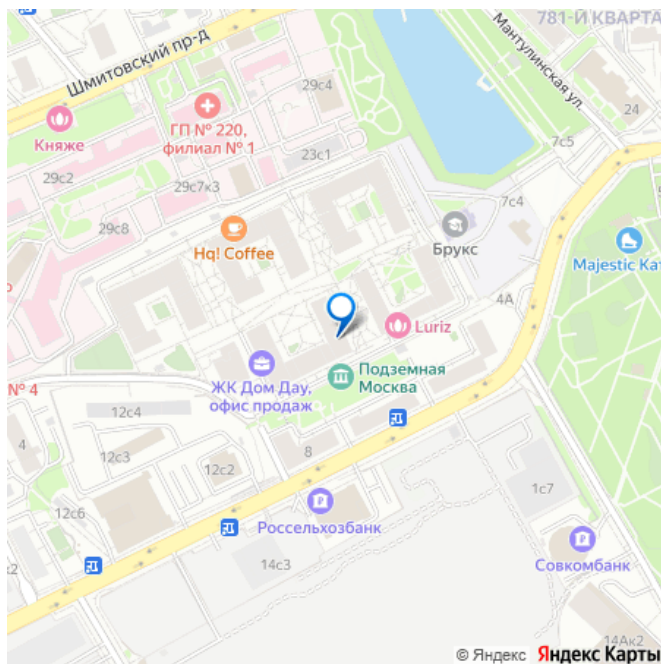 781-Й КВАРТА
Шмитовский пр-д
Мантулинская ул.
29с4
24
Княже
ГП № 220,
филиал № 1
7с5
23с1
29с2
29с7к3
7с4
29с8
Hq! Coffee
Брукс
Majestic Кат
о
4А
Luriz
ЖК Дом Дау,
офис продаж
Подземная
Москва
№ 4
12с4
4
12с3
8
12с2
1с7
12с6
Россельхозбанк
Совкомбанк
14с3
к2
14Ак2
© Яндекс Яндекс Карты